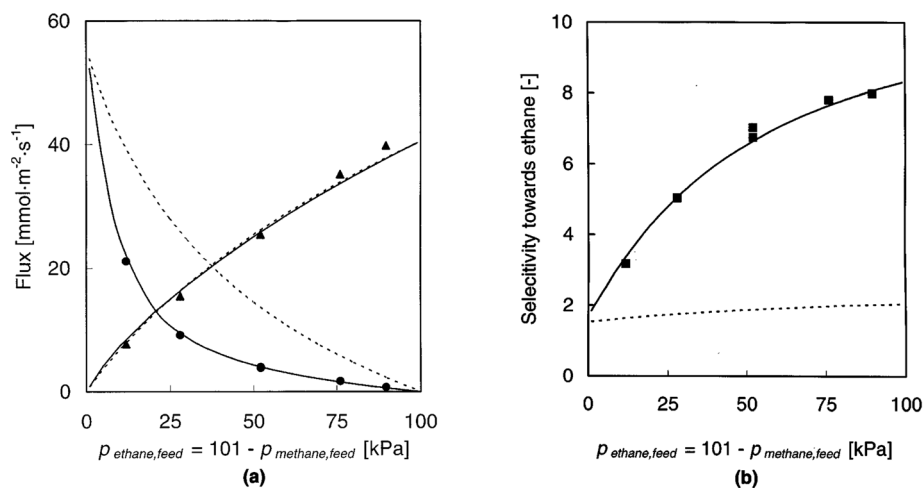 60
40
20
0
Flux [mmol·m-2·s-1]
0 25 50 75 100
p ethane,feed = 101 - p methane,feed [kPa]
(a)
10
8
6
4
2
0
Selecitivity towards ethane [-]
0 25 50 75 100
p ethane,feed = 101 - p methane,feed [kPa]
(b)